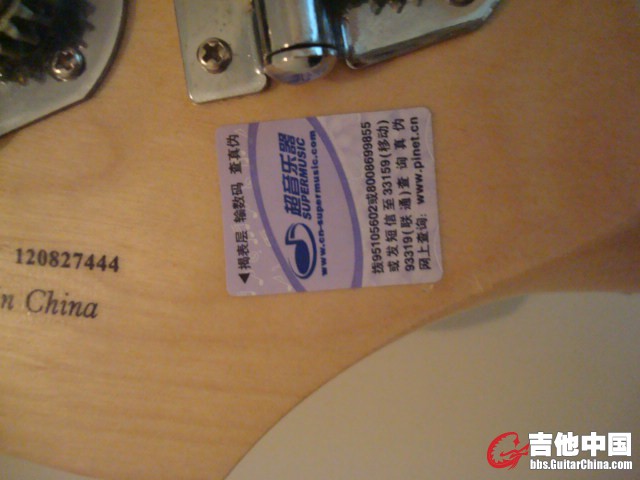 120827444
n China
◀揭表层 输数码 查真伪
超音乐器
SUPERMUSIC
www.cn-supermusic.com
拨95105602或8008699855
或发短信至33159(移动)
93319(联通)查询真伪
网上查询: www.pinet.cn
吉他中国
bbs.GuitarChina.com